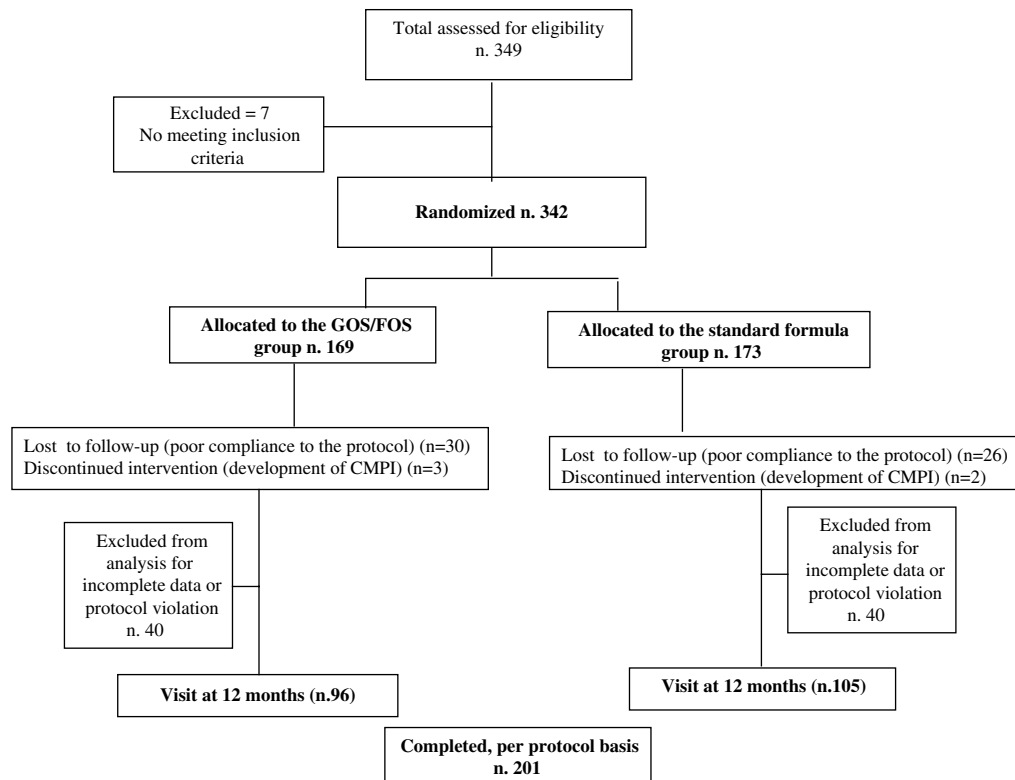 Total assessed for eligibility
n. 349
Excluded = 7
No meeting inclusion
criteria
Randomized n. 342
Allocated to the GOS/FOS
group n. 169
Allocated to the standard formula
group n. 173
Lost to follow-up (poor compliance to the protocol) (n=30)
Discontinued intervention (development of CMPI) (n=3)
Lost to follow-up (poor compliance to the protocol) (n=26)
Discontinued intervention (development of CMPI) (n=2)
Excluded from
analysis for
incomplete data or
protocol violation
n. 40
Excluded from
analysis for
incomplete data or
protocol violation
n. 40
Visit at 12 months (n.96)
Visit at 12 months (n.105)
Completed, per protocol basis
n. 201